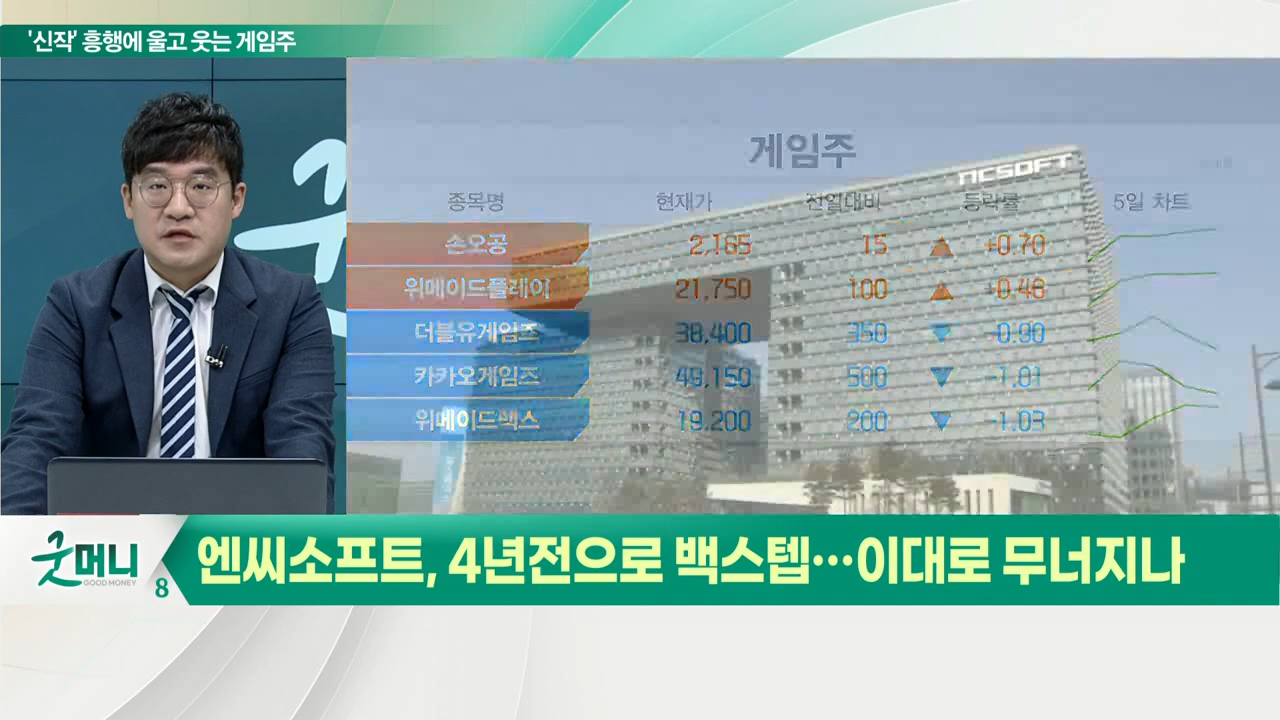 '신작' 흥행에 울고 웃는 게임주
게임주
NCSOFT
종목명 현재가 전일대비 등락률 5일 차트
손오공 2,165 15 ▲ +0.70
위메이드플레이 21,750 100 ▲ +0.46
더블유게임즈 38,400 350 ▼ -0.90
카카오게임즈 49,150 500 ▼ -1.01
위메이드맥스 19,200 200 ▼ -1.03
굿머니
GOOD MONEY
8
엔씨소프트, 4년전으로 백스텝…이대로 무너지나